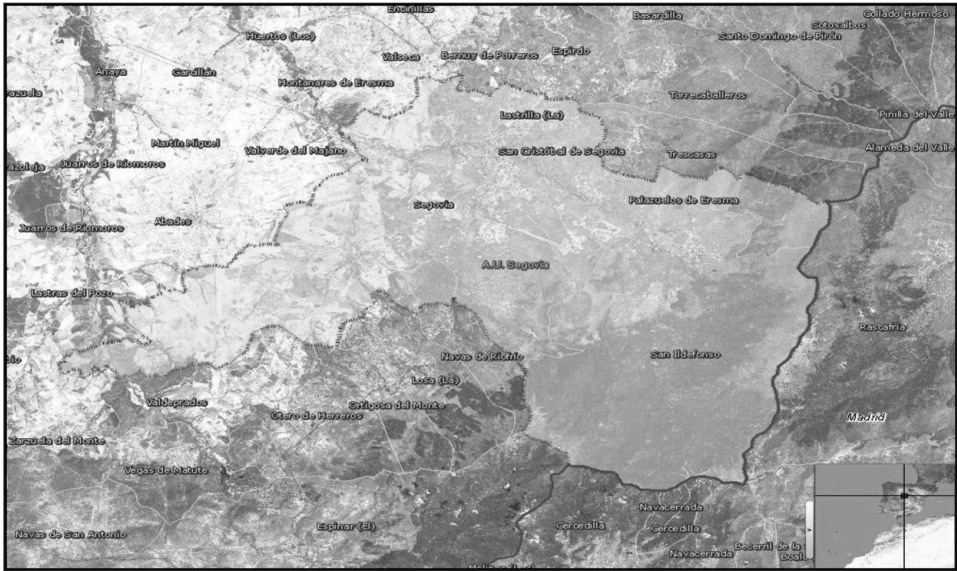 Encinillas
Basardilla
Collado Hermoso
Sotosalbos
Huertos (Los)
Santo Domingo de Pirón
Valseca
Bernuy de Porreros
Espirdo
Anaya
Garcillán
Hontanares de Eresma
Torrecaballeros
Lastrilla (La)
Pinilla del Valle
Martín Miguel
Valverde del Majano
San Cristóbal de Segovia
Trescasas
Alameda del Valle
azoleja
Juarros de Riomoros
Segovia
Palazuelos de Eresma
Abades
Juarros de Riomoros
A.U. Segovia
Lastras del Pozo
Rascafría
Navas de Riofrío
San Ildefonso
Losa (La)
Valdeprados
Ortigosa del Monte
Otero de Herreros
Madrid
Zarzuela del Monte
Vegas de Matute
Navacerrada
Navas de San Antonio
Espinar (El)
Cercedilla
Cercedilla
Navacerrada
Becerril de la